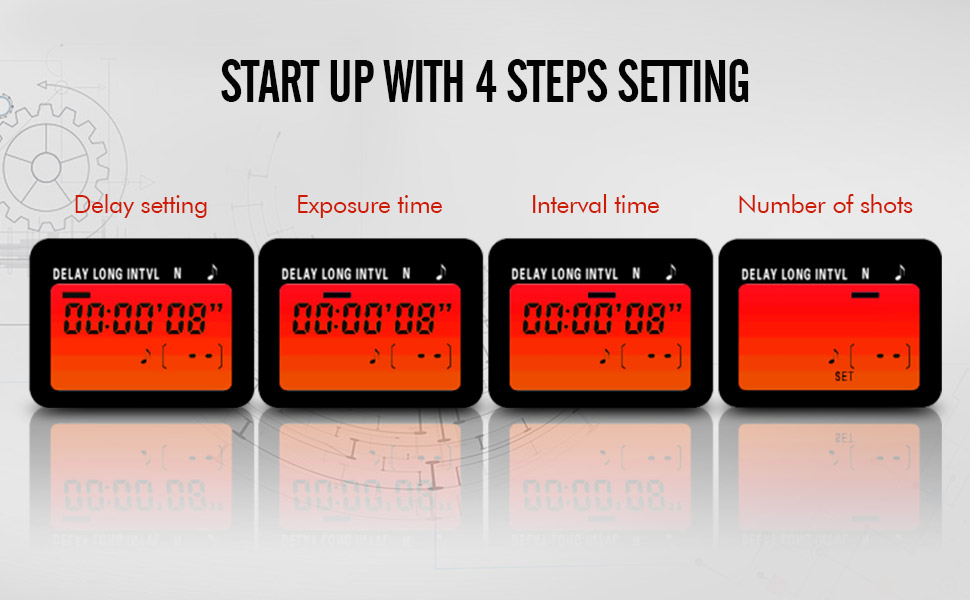 START UP WITH 4 STEPS SETTING
Delay setting
Exposure time
Interval time
Number of shots
DELAY LONG INTVL N ♪
00:00'08”
♪ [ --]
DELAY LONG INTVL N ♪
00:00'08”
♪ [ --]
DELAY LONG INTVL N ♪
00:00'08”
♪ [ --]
DELAY LONG INTVL N ♪
♪ [ --]
SET